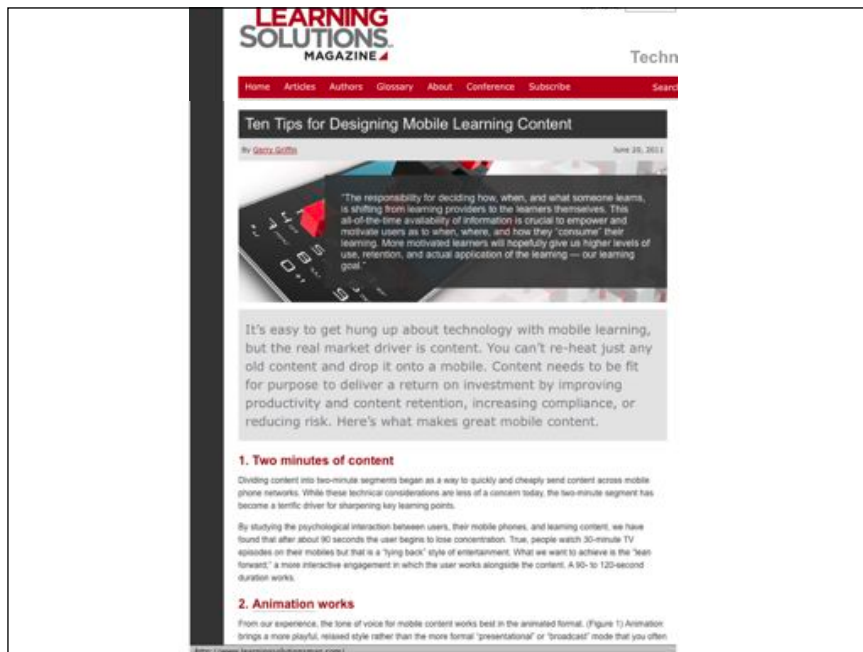 LEARNING
SOLUTIONS
MAGAZINE
Techn
Home Articles Authors Glossary About Conference Subscribe Search
Ten Tips for Designing Mobile Learning Content
By Gerry Griffin June 20, 2011
"The responsibility for deciding how, when, and what someone learns,
is shifting from learning providers to the learners themselves. This
all-of-the-time availability of information is crucial to empower and
motivate users as to when, where, and how they "consume" their
learning. More motivated learners will hopefully give us higher levels of
use, retention, and actual application of the learning — our learning
goal."
It's easy to get hung up about technology with mobile learning,
but the real market driver is content. You can't re-heat just any
old content and drop it onto a mobile. Content needs to be fit
for purpose to deliver a return on investment by improving
productivity and content retention, increasing compliance, or
reducing risk. Here's what makes great mobile content.
1. Two minutes of content
Dividing content into two-minute segments began as a way to quickly and cheaply send content across mobile
phone networks. While these technical considerations are less of a concern today, the two-minute segment has
become a terrific driver for sharpening key learning points.
By studying the psychological interaction between users, their mobile phones, and learning content, we have
found that after about 90 seconds the user begins to lose concentration. True, people watch 30-minute TV
episodes on their mobiles but that is a "lying back" style of entertainment. What we want to achieve is the "lean
forward," a more interactive engagement in which the user works alongside the content. A 90- to 120-second
duration works.
2. Animation works
From our experience, the tone of voice for mobile content works best in the animated format. (Figure 1) Animation
brings a more playful, relaxed style rather than the more formal "presentational" or "broadcast" mode that you often